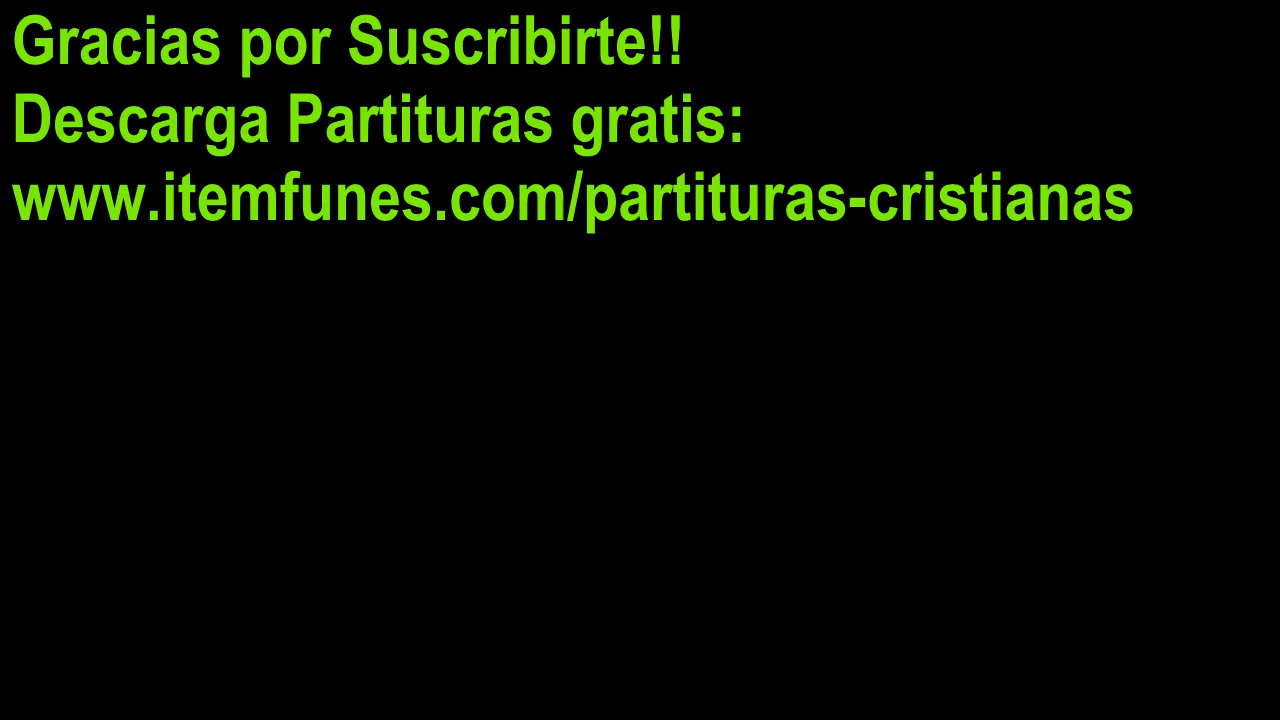 Gracias por Suscribirte!!
Descarga Partituras gratis:
www.itemfunes.com/partituras-cristianas